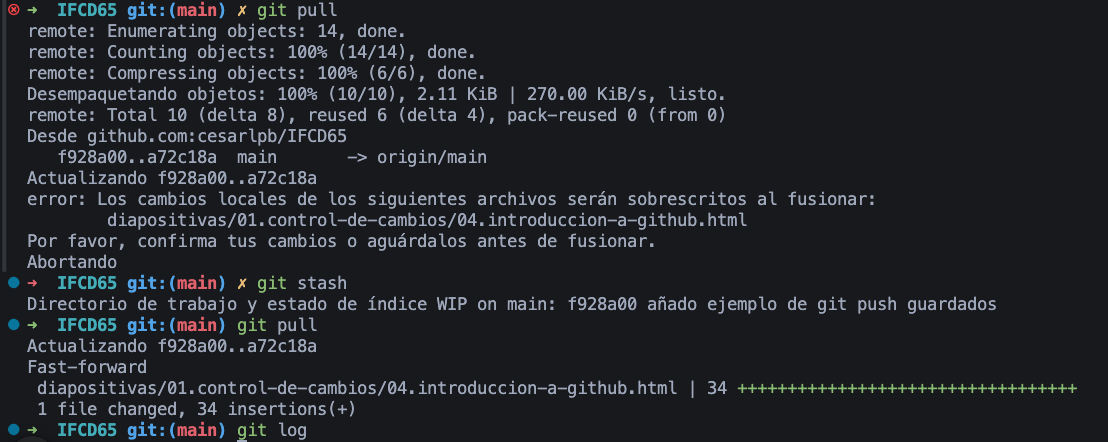 ➜  IFCD65 git:(main) ✗ git pull
remote: Enumerating objects: 14, done.
remote: Counting objects: 100% (14/14), done.
remote: Compressing objects: 100% (6/6), done.
Desempaquetando objetos: 100% (10/10), 2.11 KiB | 270.00 KiB/s, listo.
remote: Total 10 (delta 8), reused 6 (delta 4), pack-reused 0 (from 0)
Desde github.com:cesarlpb/IFCD65
   f928a00..a72c18a  main       -> origin/main
Actualizando f928a00..a72c18a
error: Los cambios locales de los siguientes archivos serán sobrescritos al fusionar:
        diapositivas/01.control-de-cambios/04.introduccion-a-github.html
Por favor, confirma tus cambios o aguárdalos antes de fusionar.
Abortando
➜  IFCD65 git:(main) ✗ git stash
Directorio de trabajo y estado de índice WIP on main: f928a00 añado ejemplo de git push guardados
➜  IFCD65 git:(main) git pull
Actualizando f928a00..a72c18a
Fast-forward
 diapositivas/01.control-de-cambios/04.introduccion-a-github.html | 34 ++++++++++++++++++++++++++++++++++
 1 file changed, 34 insertions(+)
➜  IFCD65 git:(main) git log